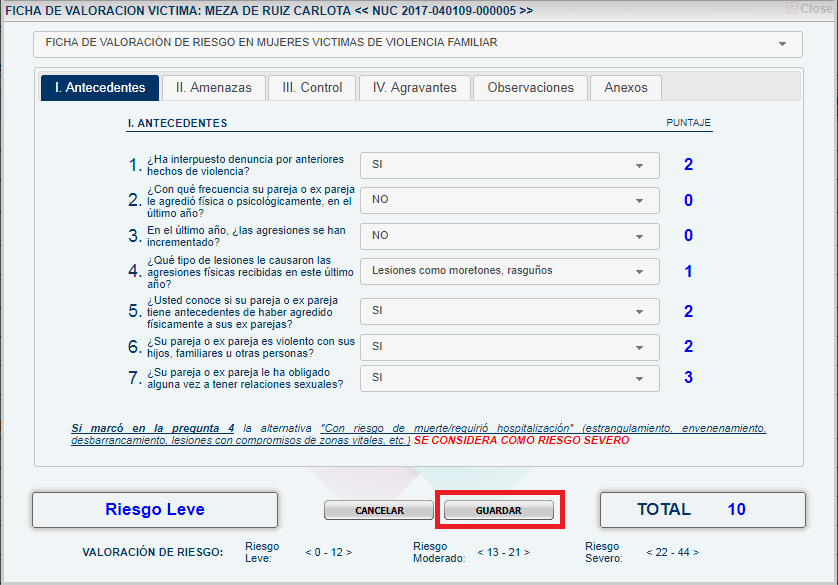 FICHA DE VALORACIÓN VICTIMA: MEZA DE RUIZ CARLOTA << NUC 2017-040109-000005 >>
Close
FICHA DE VALORACIÓN DE RIESGO EN MUJERES VICTIMAS DE VIOLENCIA FAMILIAR
I. Antecedentes II. Amenazas III. Control IV. Agravantes Observaciones Anexos
I. ANTECEDENTES PUNTAJE
1. ¿Ha interpuesto denuncia por anteriores
hechos de violencia?
SI 2
2. ¿Con qué frecuencia su pareja o ex pareja
le agredió física o psicológicamente, en el
último año?
NO 0
3. En el último año, ¿las agresiones se han
incrementado?
NO 0
4. ¿Qué tipo de lesiones le causaron las
agresiones físicas recibidas en este último
año?
Lesiones como moretones, rasguños 1
5. ¿Usted conoce si su pareja o ex pareja
tiene antecedentes de haber agredido
físicamente a sus ex parejas?
SI 2
6. ¿Su pareja o ex pareja es violento con sus
hijos, familiares u otras personas?
SI 2
7. ¿Su pareja o ex pareja le ha obligado
alguna vez a tener relaciones sexuales?
SI 3
Si marcó en la pregunta 4 la alternativa "Con riesgo de muerte/requirió hospitalización" (estrangulamiento, envenenamiento,
desbarrancamiento, lesiones con compromisos de zonas vitales, etc.) SE CONSIDERA COMO RIESGO SEVERO
Riesgo Leve CANCELAR GUARDAR TOTAL 10
VALORACIÓN DE RIESGO: Riesgo
Leve: < 0 - 12 > Riesgo
Moderado: < 13 - 21 > Riesgo
Severo: < 22 - 44 >